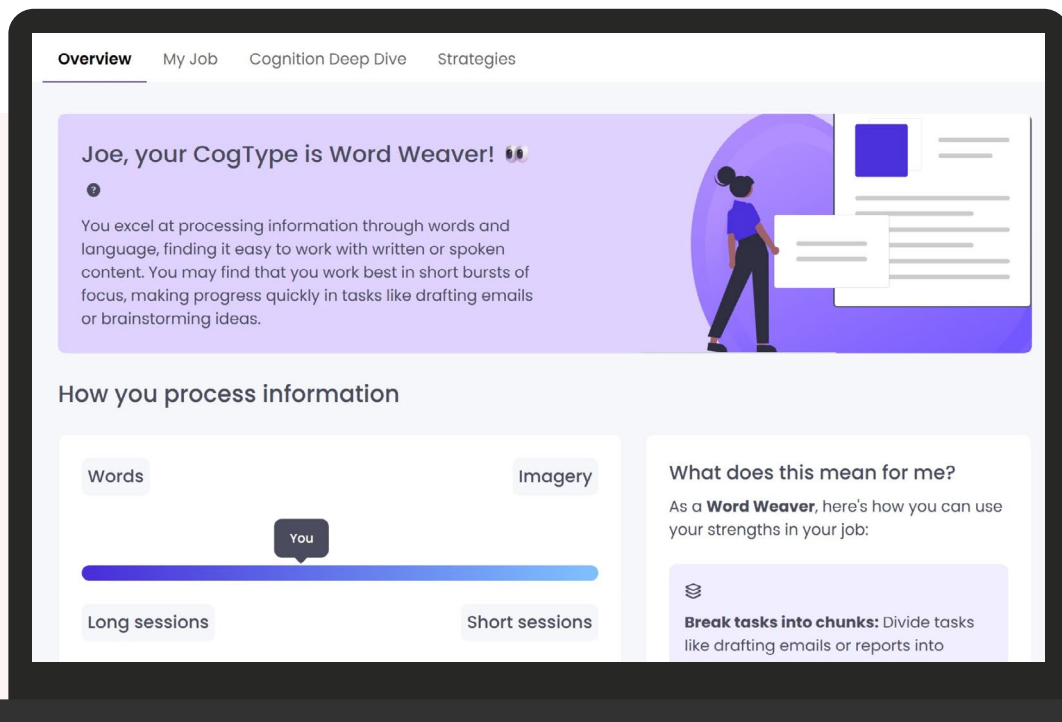 Overview My Job Cognition Deep Dive Strategies
Joe, your CogType is Word Weaver! 👀
?
You excel at processing information through words and
language, finding it easy to work with written or spoken
content. You may find that you work best in short bursts of
focus, making progress quickly in tasks like drafting emails
or brainstorming ideas.
How you process information
Words Imagery
You
Long sessions Short sessions
What does this mean for me?
As a Word Weaver, here's how you can use
your strengths in your job:
Break tasks into chunks: Divide tasks
like drafting emails or reports into